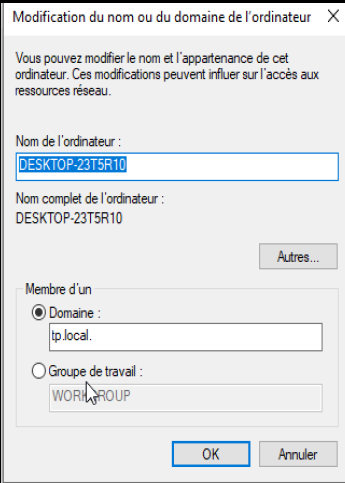 Modification du nom ou du domaine de l'ordinateur
Vous pouvez modifier le nom et l'appartenance de cet
ordinateur. Ces modifications peuvent influer sur l'accès aux
ressources réseau.
Nom de l'ordinateur :
DESKTOP-23T5R10
Nom complet de l'ordinateur :
DESKTOP-23T5R10
Autres...
Membre d'un
Domaine :
tp.local.
Groupe de travail :
WORKGROUP
OK
Annuler